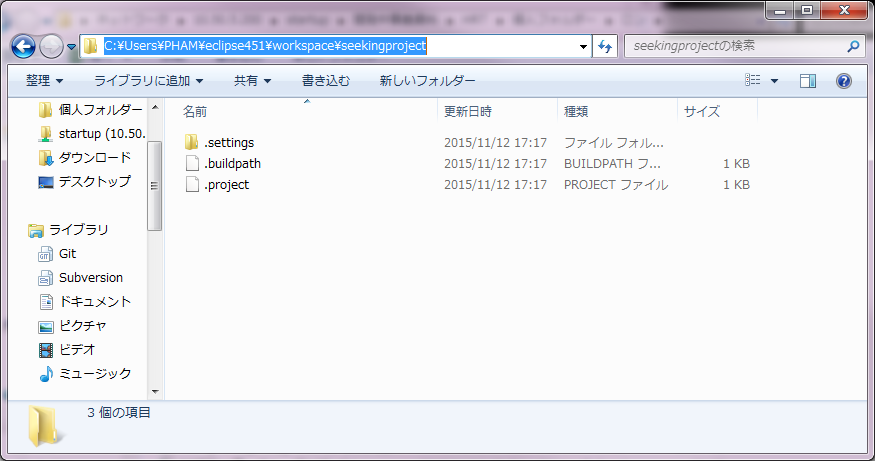 C:¥Users¥PHAM¥eclipse451¥workspace¥seekingproject
seekingprojectの検索
整理 ライブラリに追加 共有 書き込む 新しいフォルダー
個人フォルダー
startup (10.50.
ダウンロード
デスクトップ
ライブラリ
Git
Subversion
ドキュメント
ピクチャ
ビデオ
ミュージック
名前 更新日時 種類 サイズ
.settings 2015/11/12 17:17 ファイル フォル...
.buildpath 2015/11/12 17:17 BUILDPATH フ... 1 KB
.project 2015/11/12 17:17 PROJECT ファイル 1 KB
3 個の項目